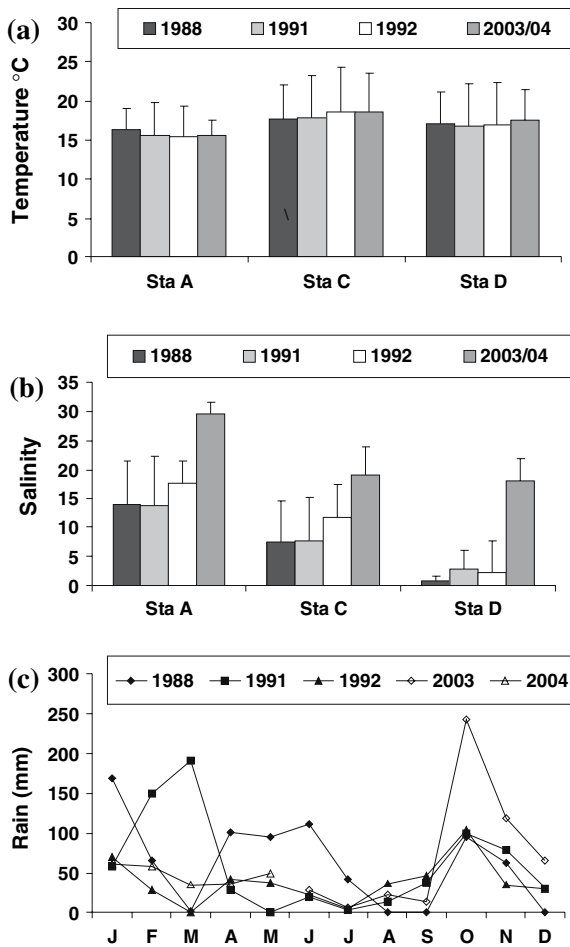 (a)
1988 1991 1992 2003/04
Temperature °C
30
25
20
15
10
5
0
Sta A Sta C Sta D
(b)
1988 1991 1992 2003/04
Salinity
35
30
25
20
15
10
5
0
Sta A Sta C Sta D
(c)
1988 1991 1992 2003 2004
Rain (mm)
300
250
200
150
100
50
0
J F M A M J J A S O N D